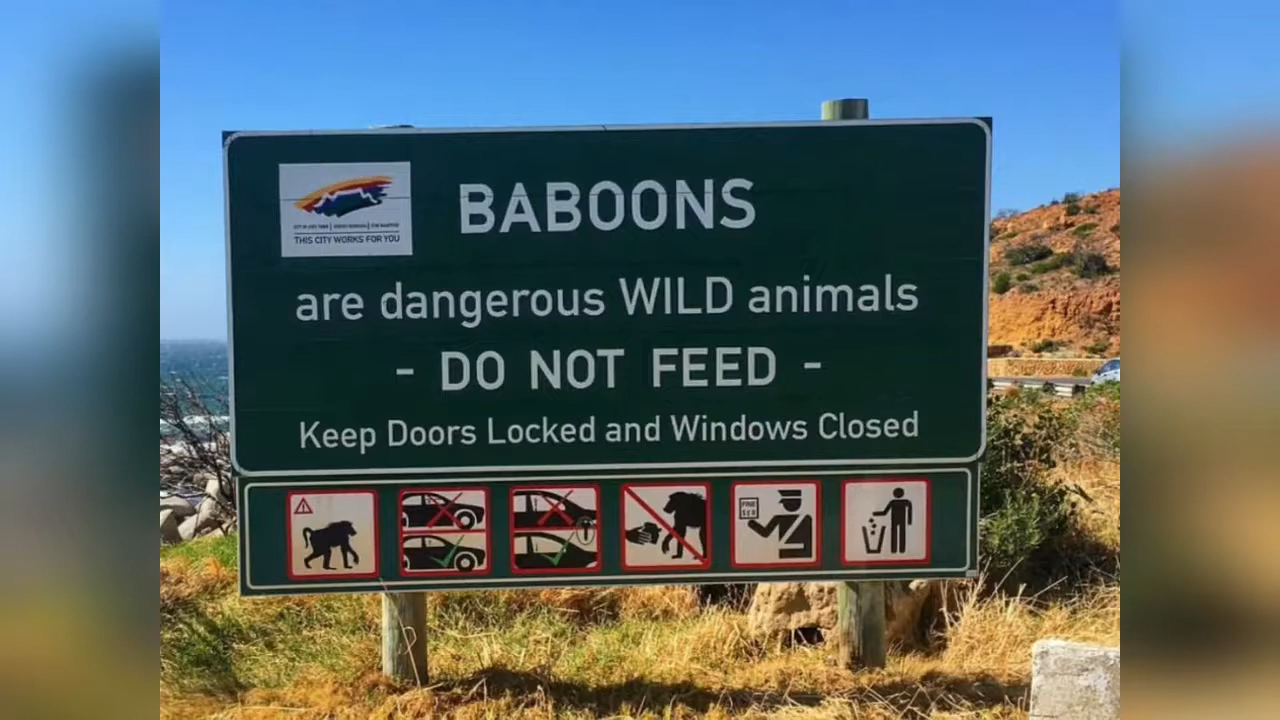 BABOONS
are dangerous WILD animals
- DO NOT FEED -
Keep Doors Locked and Windows Closed
THIS CITY WORKS FOR YOU
FINE